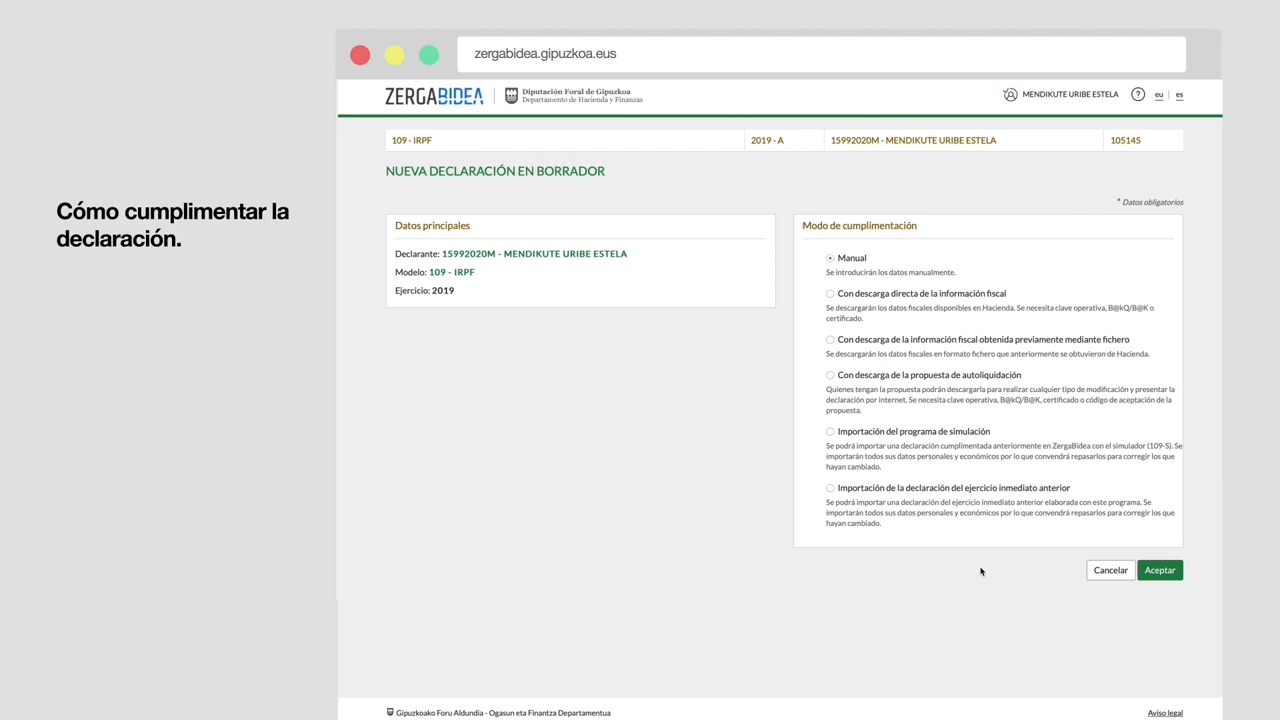 zergabidea.gipuzkoa.eus
ZERGABIDEA
Diputación Foral de Gipuzkoa
Departamento de Hacienda y Finanzas
MENDIKUTE URIBE ESTELA
?
eu | es
109 - IRPF
2019 - A
15992020M - MENDIKUTE URIBE ESTELA
105145
NUEVA DECLARACIÓN EN BORRADOR
* Datos obligatorios
Cómo cumplimentar la
declaración.
Datos principales
Declarante: 15992020M - MENDIKUTE URIBE ESTELA
Modelo: 109 - IRPF
Ejercicio: 2019
Modo de cumplimentación
Manual
Se introducirán los datos manualmente.
Con descarga directa de la información fiscal
Se descargarán los datos fiscales disponibles en Hacienda. Se necesita clave operativa, B@kQ/B@K o
certificado.
Con descarga de la información fiscal obtenida previamente mediante fichero
Se descargarán los datos fiscales en formato fichero que anteriormente se obtuvieron de Hacienda.
Con descarga de la propuesta de autoliquidación
Quienes tengan la propuesta podrán descargarla para realizar cualquier tipo de modificación y presentar la
declaración por internet. Se necesita clave operativa, B@kQ/B@K, certificado o código de aceptación de la
propuesta.
Importación del programa de simulación
Se podrá importar una declaración cumplimentada anteriormente en ZergaBidea con el simulador (109-S). Se
importarán todos sus datos personales y económicos por lo que convendrá repasarlos para corregir los que
hayan cambiado.
Importación de la declaración del ejercicio inmediato anterior
Se podrá importar una declaración del ejercicio inmediato anterior elaborada con este programa. Se
importarán todos sus datos personales y económicos por lo que convendrá repasarlos para corregir los que
hayan cambiado.
Cancelar
Aceptar
Gipuzkoako Foru Aldundia - Ogasun eta Finantza Departamentua
Aviso legal